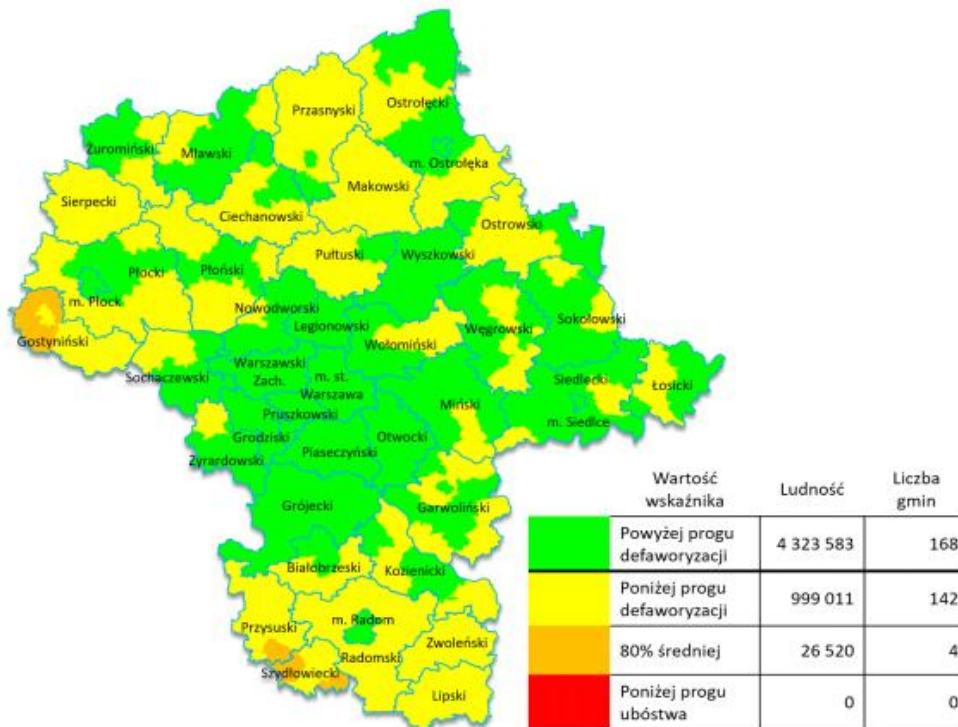 Ostrołęcki
Przasnyski
Żuromiński
Mławski
m. Ostrołęka
Makowski
Sierpecki
Ciechanowski
Ostrowski
Pułtuski
Wyszkowski
Płocki
Płoński
m. Płock
Nowodworski
Legionowski
Węgrowski
Sokołowski
Gostyniński
Wołomiński
Sochaczewski
Warszawski
Zach.
m. st.
Warszawa
Siedlecki
Łosicki
Miński
Pruszkowski
m. Siedlce
Grodziski
Otwocki
Żyrardowski
Piaseczyński
Grójecki
Garwoliński
Białobrzeski
Kozienicki
Przysuski
m. Radom
Zwoleński
Radomski
Szydłowiecki
Lipski
Wartość
wskaźnika
Ludność
Liczba
gmin
Powyżej progu
defaworyzacji
4 323 583
168
Poniżej progu
defaworyzacji
999 011
142
80% średniej
26 520
4
Poniżej progu
ubóstwa
0
0